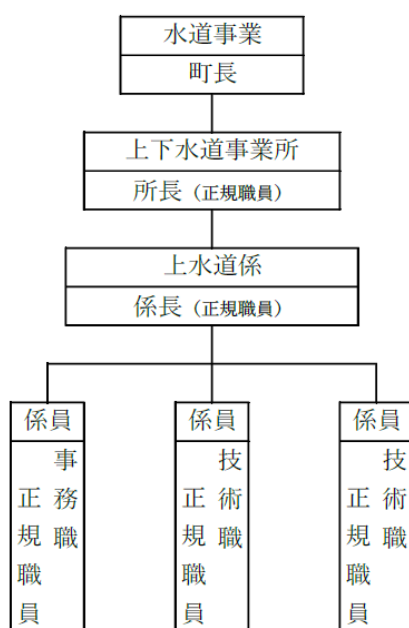 水道事業
町長
上下水道事業所
所長（正規職員）
上水道係
係長（正規職員）
係員
事務職
正規職員
係員
技術職
正規職員
係員
技術職
正規職員